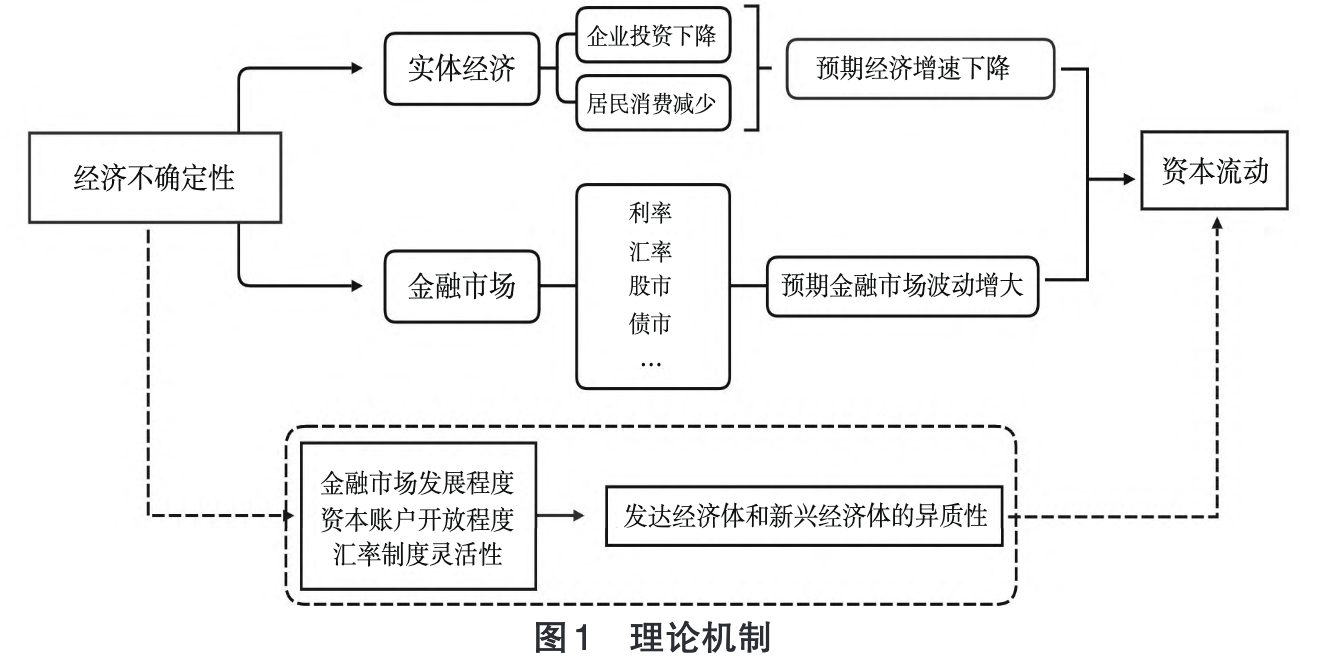 企业投资下降
实体经济
预期经济增速下降
居民消费减少
经济不确定性
资本流动
利率
汇率
金融市场
股市
预期金融市场波动增大
债市
…
金融市场发展程度
资本账户开放程度
汇率制度灵活性
发达经济体和新兴经济体的异质性
图1 理论机制